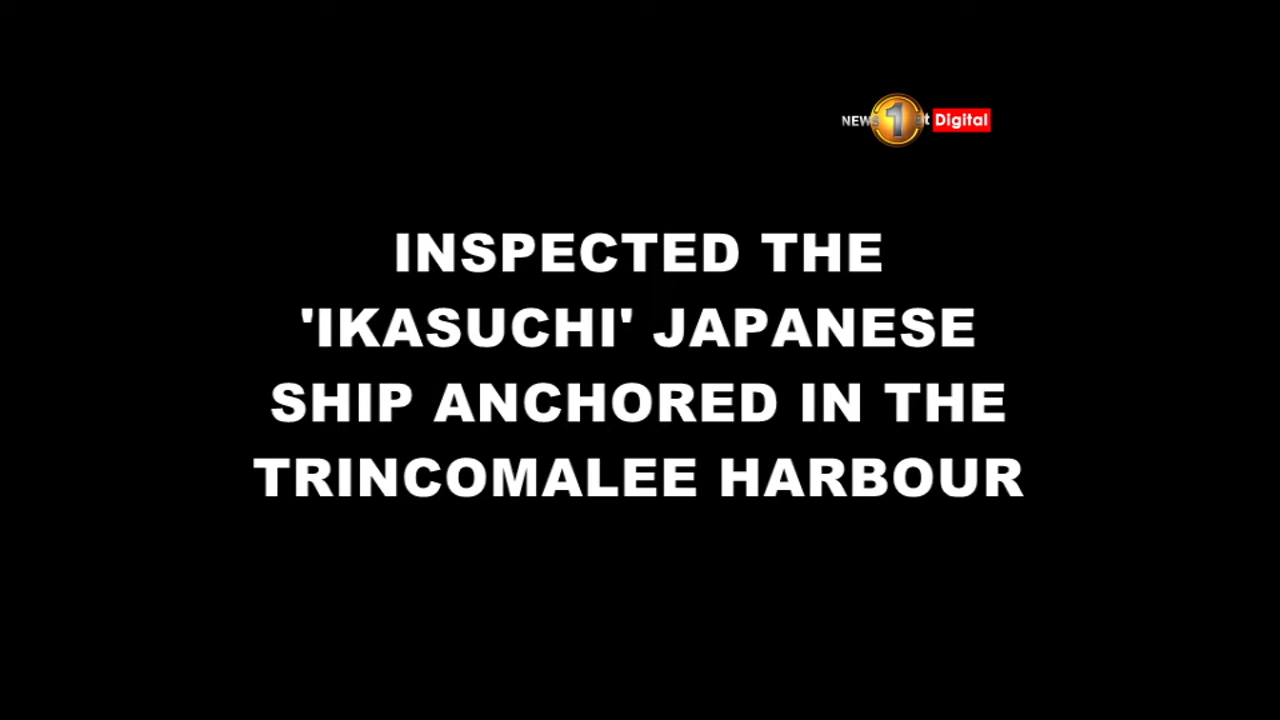 NEWS 1st Digital
INSPECTED THE
'IKASUCHI' JAPANESE
SHIP ANCHORED IN THE
TRINCOMALEE HARBOUR